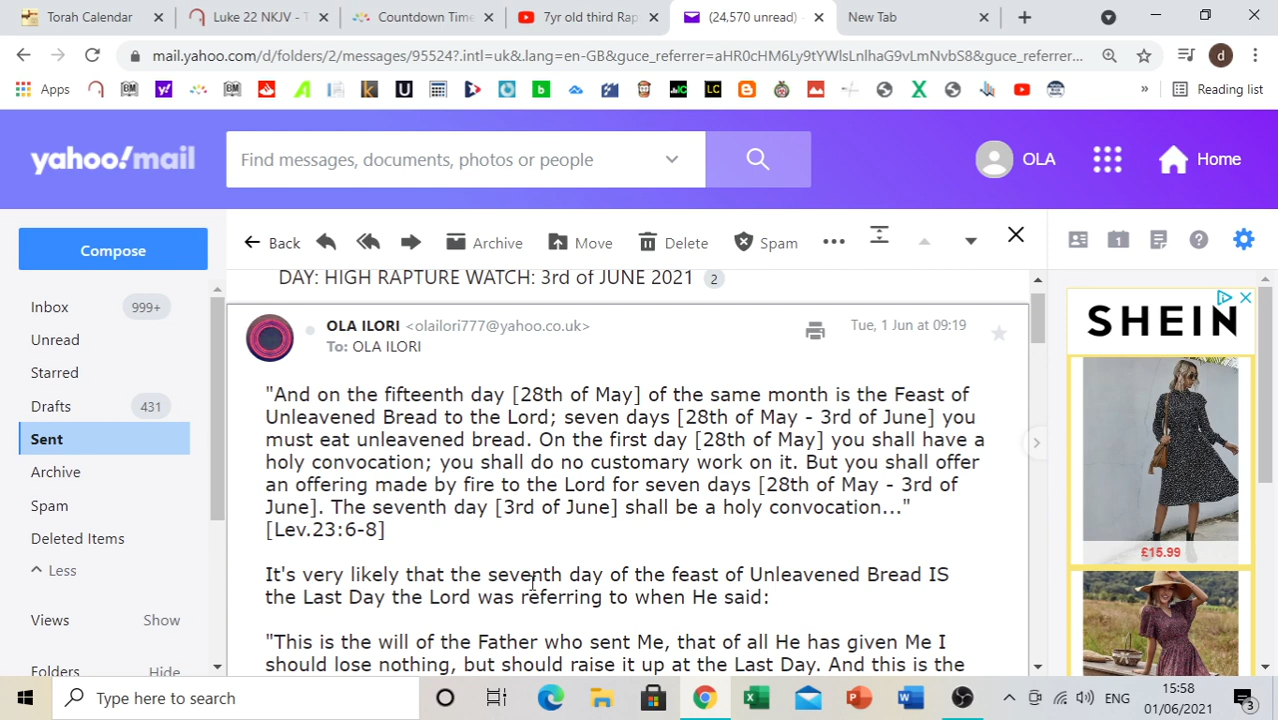 Torah Calendar
Luke 22 NKJV - T
Countdown Time
7yr old third Rap
(24,570 unread)
New Tab
mail.yahoo.com/d/folders/2/messages/95524?.intl=uk&lang=en-GB&guce_referrer=aHR0cHM6Ly9tYWlsLnlhaG9vLmNvbS8&guce_referrer...
d
Apps
Reading list
yahoo!mail
Find messages, documents, photos or people
OLA
Home
Compose
Back
Archive
Move
Delete
Spam
DAY: HIGH RAPTURE WATCH: 3rd of JUNE 2021 2
Inbox 999+
Unread
Starred
Drafts 431
Sent
Archive
Spam
Deleted Items
Less
Views Show
Folders Hide
OLA ILORI <olailori777@yahoo.co.uk>
To: OLA ILORI
Tue, 1 Jun at 09:19
"And on the fifteenth day [28th of May] of the same month is the Feast of
Unleavened Bread to the Lord; seven days [28th of May - 3rd of June] you
must eat unleavened bread. On the first day [28th of May] you shall have a
holy convocation; you shall do no customary work on it. But you shall offer
an offering made by fire to the Lord for seven days [28th of May - 3rd of
June]. The seventh day [3rd of June] shall be a holy convocation..."
[Lev.23:6-8]
It's very likely that the seventh day of the feast of Unleavened Bread IS
the Last Day the Lord was referring to when He said:
"This is the will of the Father who sent Me, that of all He has given Me I
should lose nothing, but should raise it up at the Last Day. And this is the
SHEIN
£15.99
Type here to search
ENG
15:58
01/06/2021
3